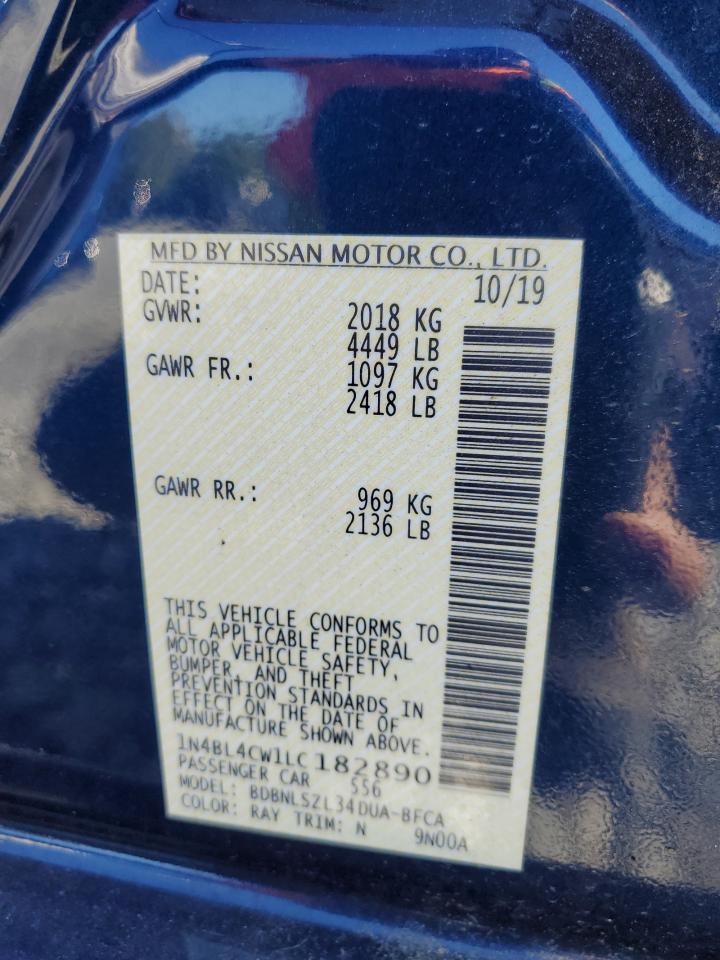 MFD BY NISSAN MOTOR CO., LTD.
DATE: 10/19
GVWR: 2018 KG
4449 LB
GAWR FR.: 1097 KG
2418 LB
GAWR RR.: 969 KG
2136 LB
THIS VEHICLE CONFORMS TO
ALL APPLICABLE FEDERAL
MOTOR VEHICLE SAFETY,
BUMPER, AND THEFT
PREVENTION STANDARDS IN
EFFECT ON THE DATE OF
MANUFACTURE SHOWN ABOVE.
1N4BL4CW1LC182890
PASSENGER CAR S56
MODEL: BDBNLSZL34DUA-BFCA
COLOR: RAY TRIM: N 9N00A